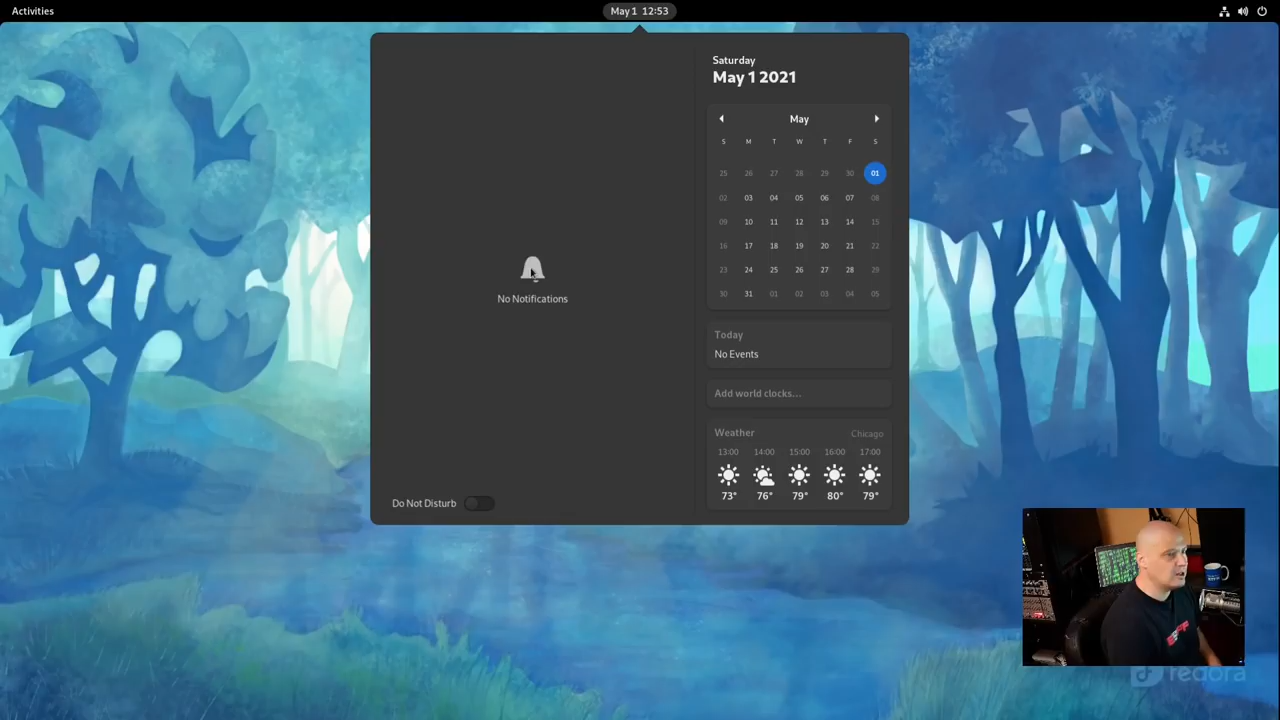 Activities
May 1 12:53
Saturday
May 1 2021
May
S M T W T F S
25 26 27 28 29 30 01
02 03 04 05 06 07 08
09 10 11 12 13 14 15
16 17 18 19 20 21 22
23 24 25 26 27 28 29
30 31 01 02 03 04 05
No Notifications
Today
No Events
Add world clocks...
Weather Chicago
13:00 14:00 15:00 16:00 17:00
73° 76° 79° 80° 79°
Do Not Disturb
fedora